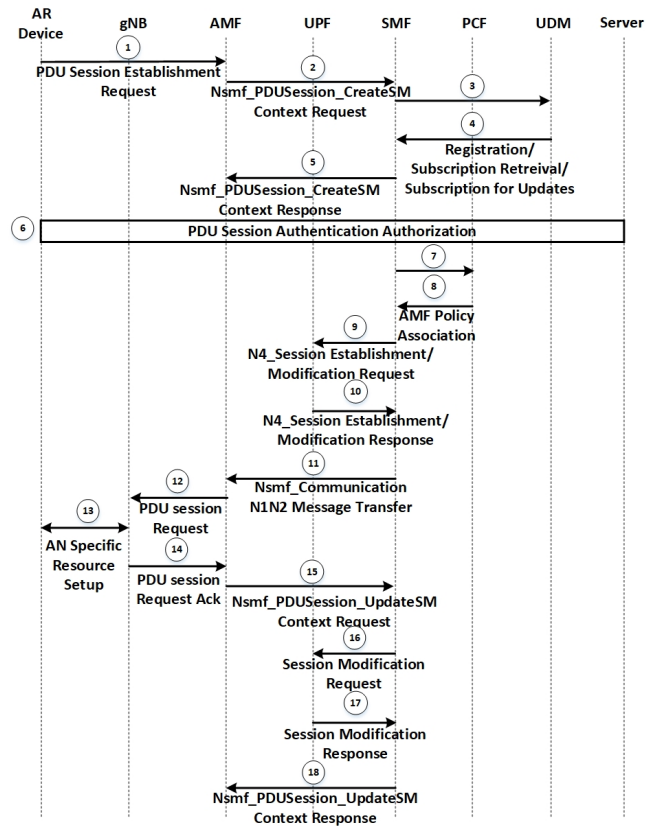 AR
Device
gNB
AMF
UPF
SMF
PCF
UDM
Server
1
PDU Session Establishment
Request
2
Nsmf_PDUSession_CreateSM
Context Request
3
4
Registration/
Subscription Retreival/
Subscription for Updates
5
Nsmf_PDUSession_CreateSM
Context Response
6
PDU Session Authentication Authorization
7
8
AMF Policy
Association
9
N4_Session Establishment/
Modification Request
10
N4_Session Establishment/
Modification Response
11
Nsmf_Communication
N1N2 Message Transfer
12
PDU session
Request
13
AN Specific
Resource
Setup
14
PDU session
Request Ack
15
Nsmf_PDUSession_UpdateSM
Context Request
16
Session Modification
Request
17
Session Modification
Response
18
Nsmf_PDUSession_UpdateSM
Context Response